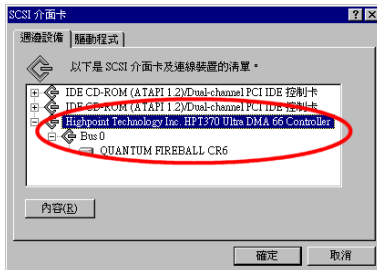 SCSI 介面卡
週邊設備
驅動程式
以下是 SCSI 介面卡及連線裝置的清單。
IDE CD-ROM (ATAPI 1.2)/Dual-channel PCI IDE 控制卡
IDE CD-ROM (ATAPI 1.2)/Dual-channel PCI IDE 控制卡
Highpoint Technology Inc. HPT370 Ultra DMA 66 Controller
Bus 0
QUANTUM FIREBALL CR6
內容(R)
確定
取消